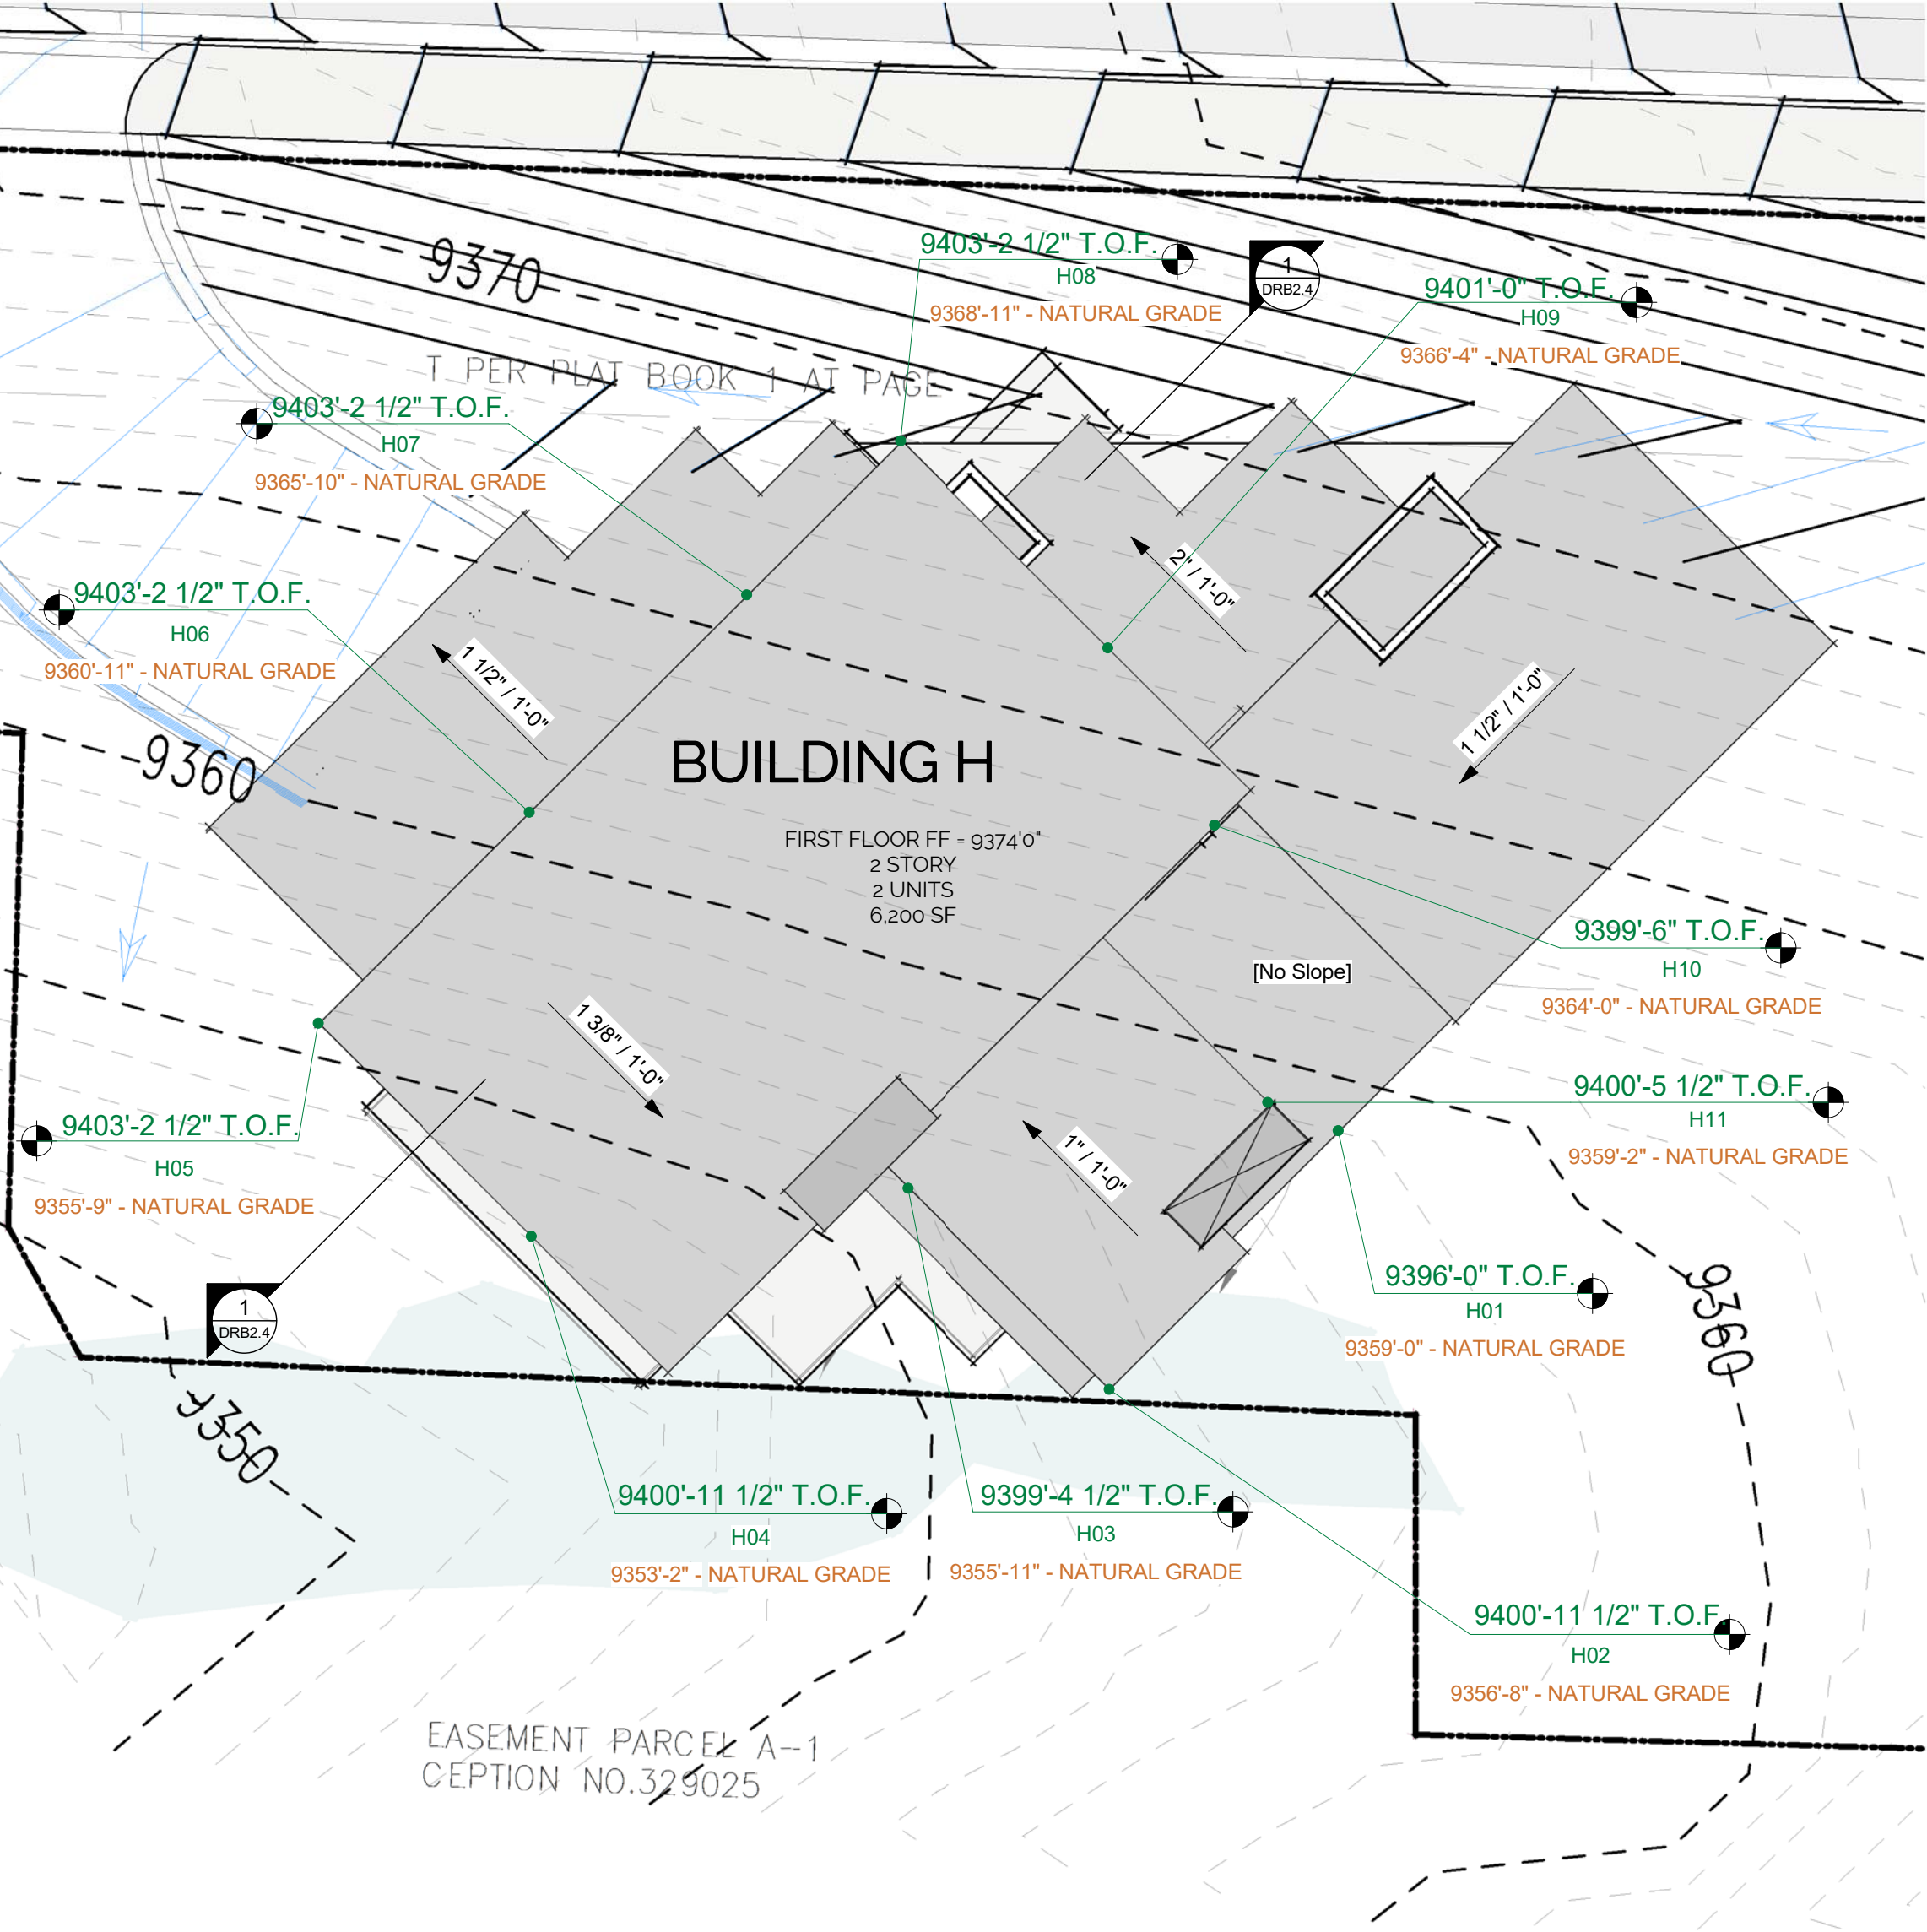 9403'-2 1/2" T.O.F.
H08
9368'-11" - NATURAL GRADE
1
DRB2.4
9401'-0" T.O.F.
H09
9366'-4" - NATURAL GRADE
9370
T PER PLAT BOOK 1 AT PAGE
9403'-2 1/2" T.O.F.
H07
9365'-10" - NATURAL GRADE
9403'-2 1/2" T.O.F.
H06
9360'-11" - NATURAL GRADE
2" / 1'-0"
1 1/2" / 1'-0"
1 1/2" / 1'-0"
9360
BUILDING H
FIRST FLOOR FF = 9374'0"
2 STORY
2 UNITS
6,200 SF
9399'-6" T.O.F.
H10
9364'-0" - NATURAL GRADE
[No Slope]
1 3/8" / 1'-0"
9400'-5 1/2" T.O.F.
H11
9359'-2" - NATURAL GRADE
9403'-2 1/2" T.O.F.
H05
9355'-9" - NATURAL GRADE
1" / 1'-0"
9396'-0" T.O.F.
H01
9359'-0" - NATURAL GRADE
9360
1
DRB2.4
9350
9400'-11 1/2" T.O.F.
H04
9353'-2" - NATURAL GRADE
9399'-4 1/2" T.O.F.
H03
9355'-11" - NATURAL GRADE
9400'-11 1/2" T.O.F.
H02
9356'-8" - NATURAL GRADE
EASEMENT PARCEL A-1
CEPTION NO.329025